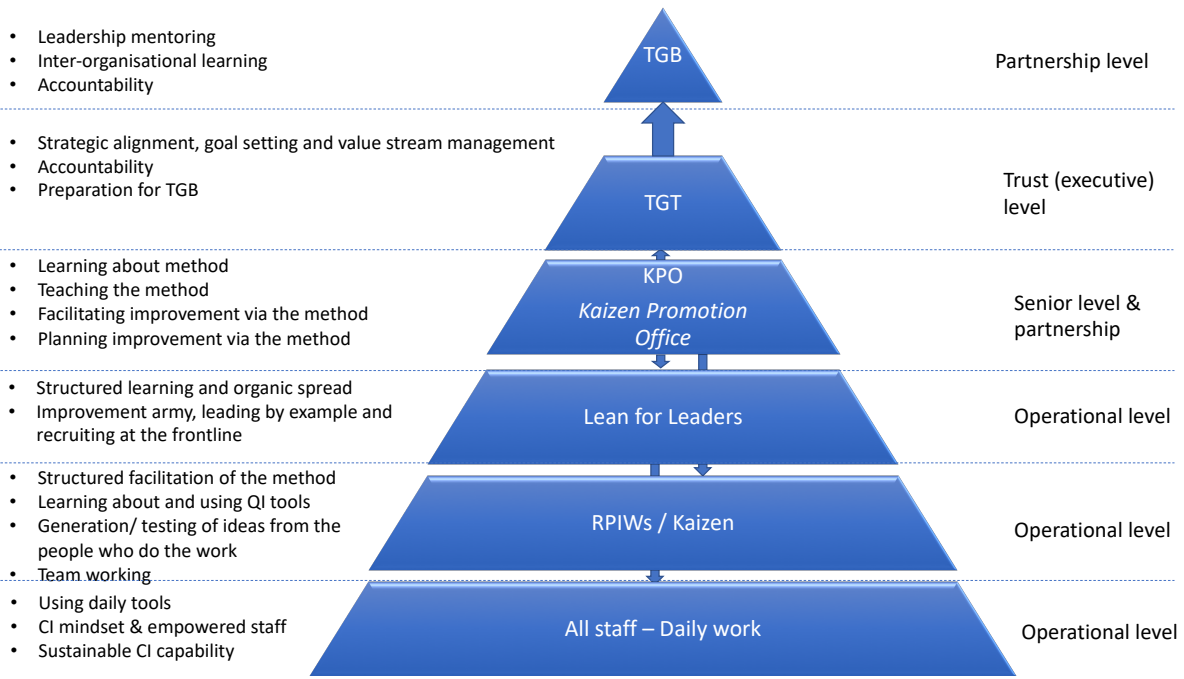 • Leadership mentoring
• Inter-organisational learning
• Accountability
TGB
Partnership level
• Strategic alignment, goal setting and value stream management
• Accountability
• Preparation for TGB
TGT
Trust (executive)
level
• Learning about method
• Teaching the method
• Facilitating improvement via the method
• Planning improvement via the method
KPO
Kaizen Promotion
Office
Senior level &
partnership
• Structured learning and organic spread
• Improvement army, leading by example and
recruiting at the frontline
Lean for Leaders
Operational level
• Structured facilitation of the method
• Learning about and using QI tools
• Generation/ testing of ideas from the
people who do the work
• Team working
RPIWs / Kaizen
Operational level
• Using daily tools
• CI mindset & empowered staff
• Sustainable CI capability
All staff – Daily work
Operational level